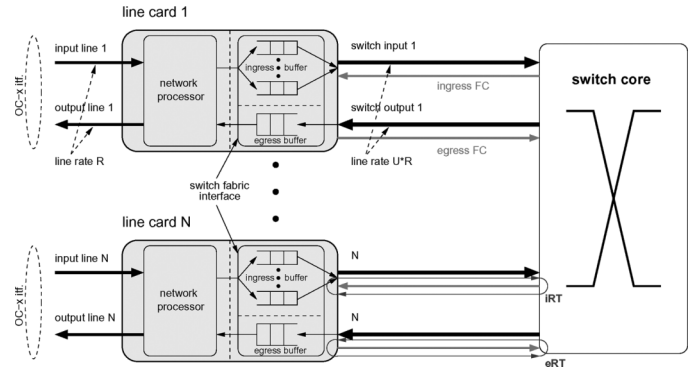 line card 1
OC-x itf.
input line 1
output line 1
line rate R
network
processor
ingress
buffer
egress buffer
switch input 1
ingress FC
switch output 1
egress FC
line rate U*R
switch core
switch fabric
interface
line card N
OC-x itf.
input line N
output line N
network
processor
ingress
buffer
egress buffer
N
iRT
N
eRT